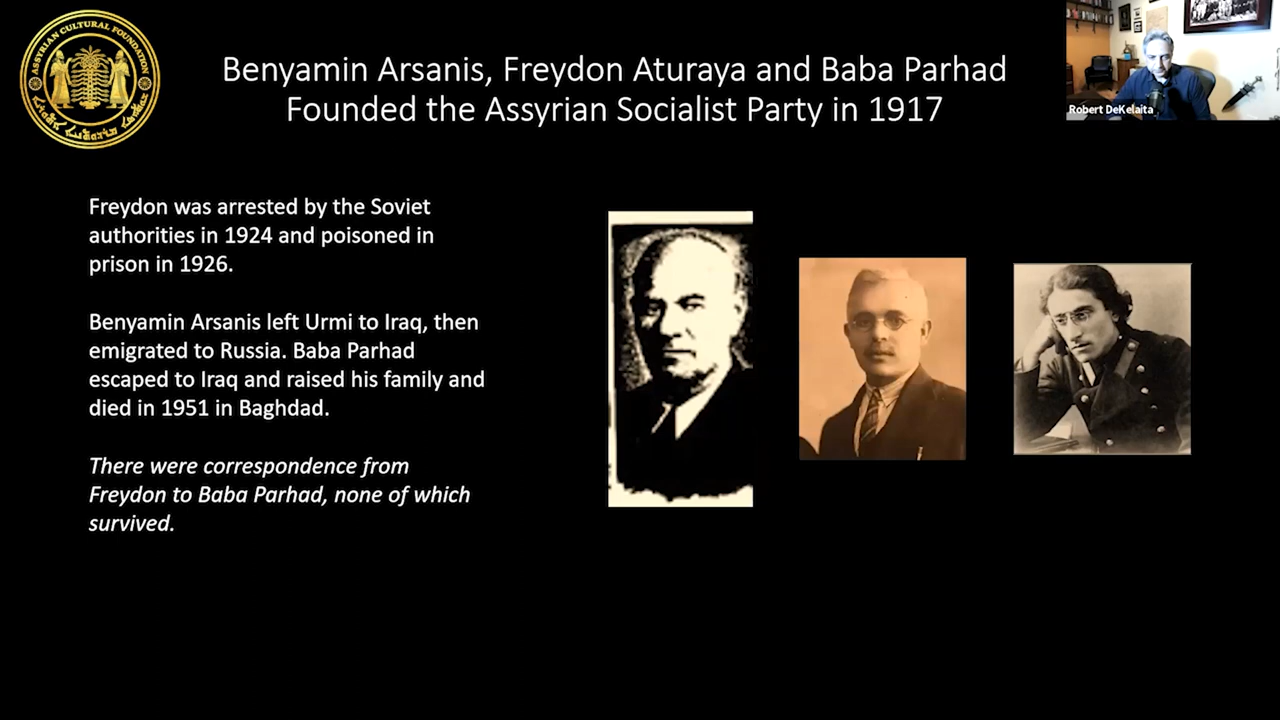 ASSYRIAN CULTURAL FOUNDATION
Benyamin Arsanis, Freydon Aturaya and Baba Parhad
Founded the Assyrian Socialist Party in 1917
Robert DeKelaita
Freydon was arrested by the Soviet
authorities in 1924 and poisoned in
prison in 1926.
Benyamin Arsanis left Urmi to Iraq, then
emigrated to Russia. Baba Parhad
escaped to Iraq and raised his family and
died in 1951 in Baghdad.
There were correspondence from
Freydon to Baba Parhad, none of which
survived.